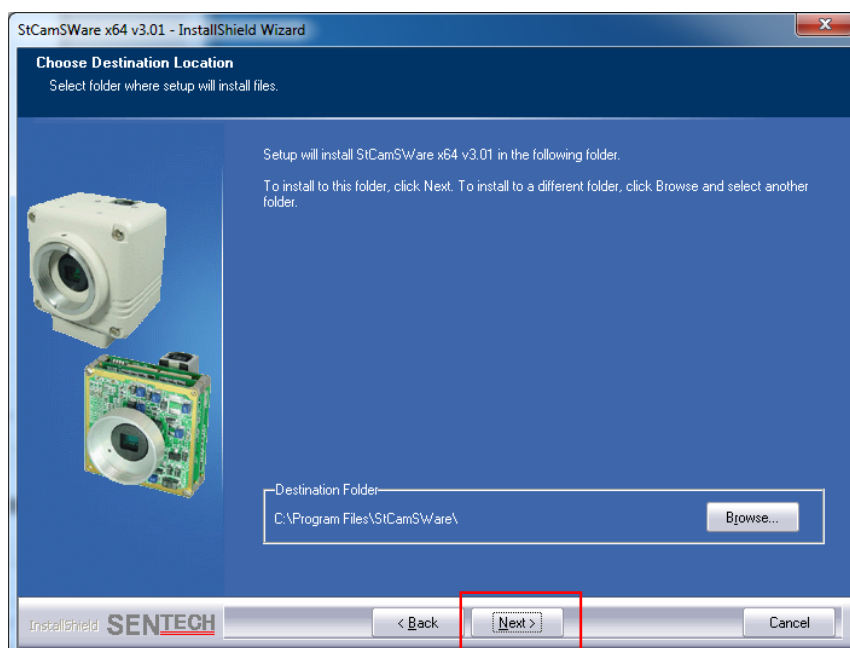 StCamSWare x64 v3.01 - InstallShield Wizard
Choose Destination Location
Select folder where setup will install files.
Setup will install StCamSWare x64 v3.01 in the following folder.
To install to this folder, click Next. To install to a different folder, click Browse and select another
folder.
Destination Folder
C:\Program Files\StCamSWare\
Browse...
InstallShield SENTECH
< Back
Next >
Cancel